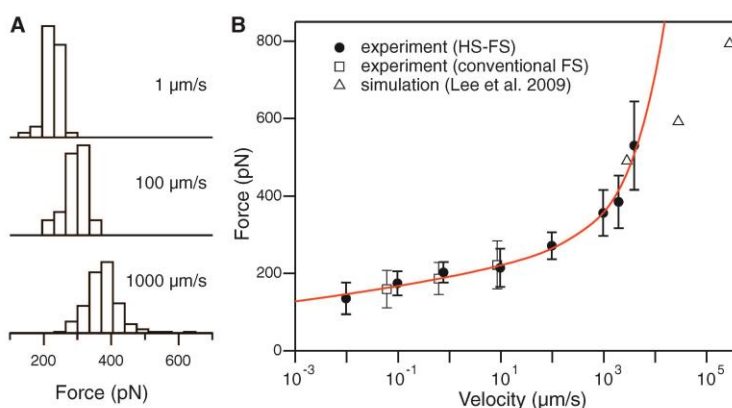 A
1 µm/s
100 µm/s
1000 µm/s
200 400 600
Force (pN)
B
800
600
400
200
0
Force (pN)
experiment (HS-FS)
experiment (conventional FS)
simulation (Lee et al. 2009)
10⁻³ 10⁻¹ 10¹ 10³ 10⁵
Velocity (µm/s)